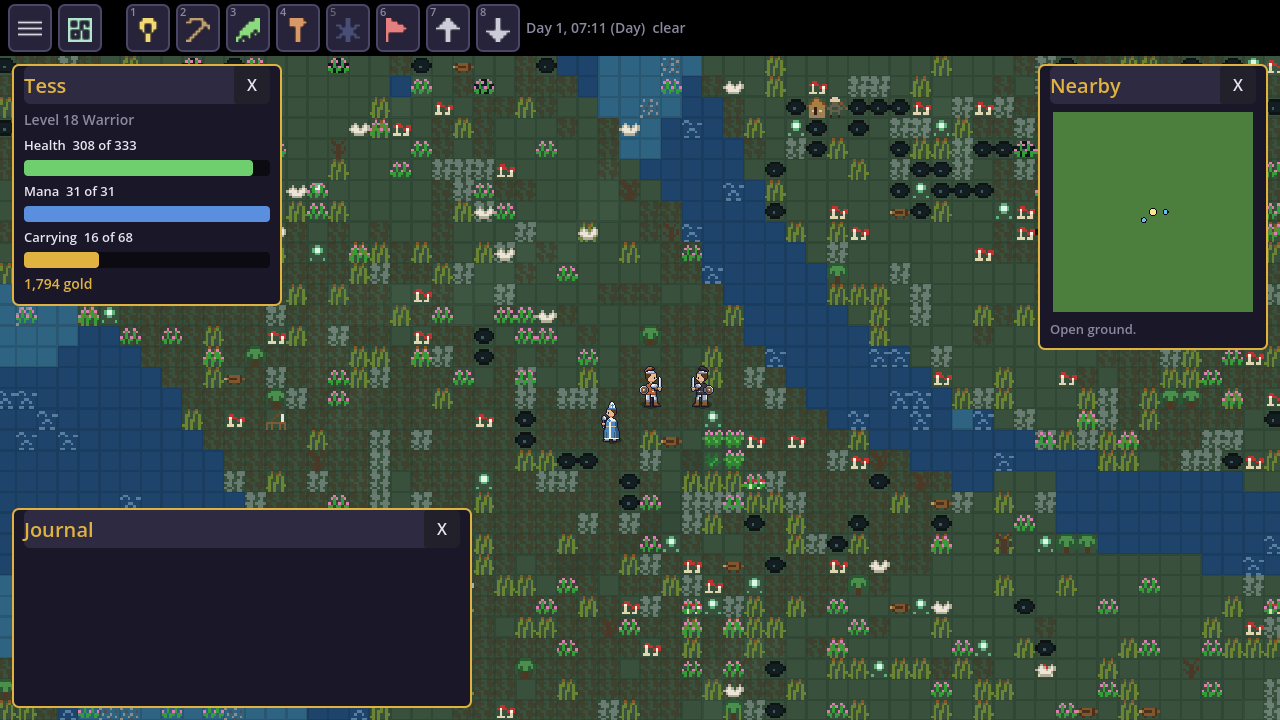 1 2 3 4 5 6 7 8 Day 1, 07:11 (Day) clear
Tess X
Level 18 Warrior
Health 308 of 333
Mana 31 of 31
Carrying 16 of 68
1,794 gold
Nearby X
Open ground.
Journal X